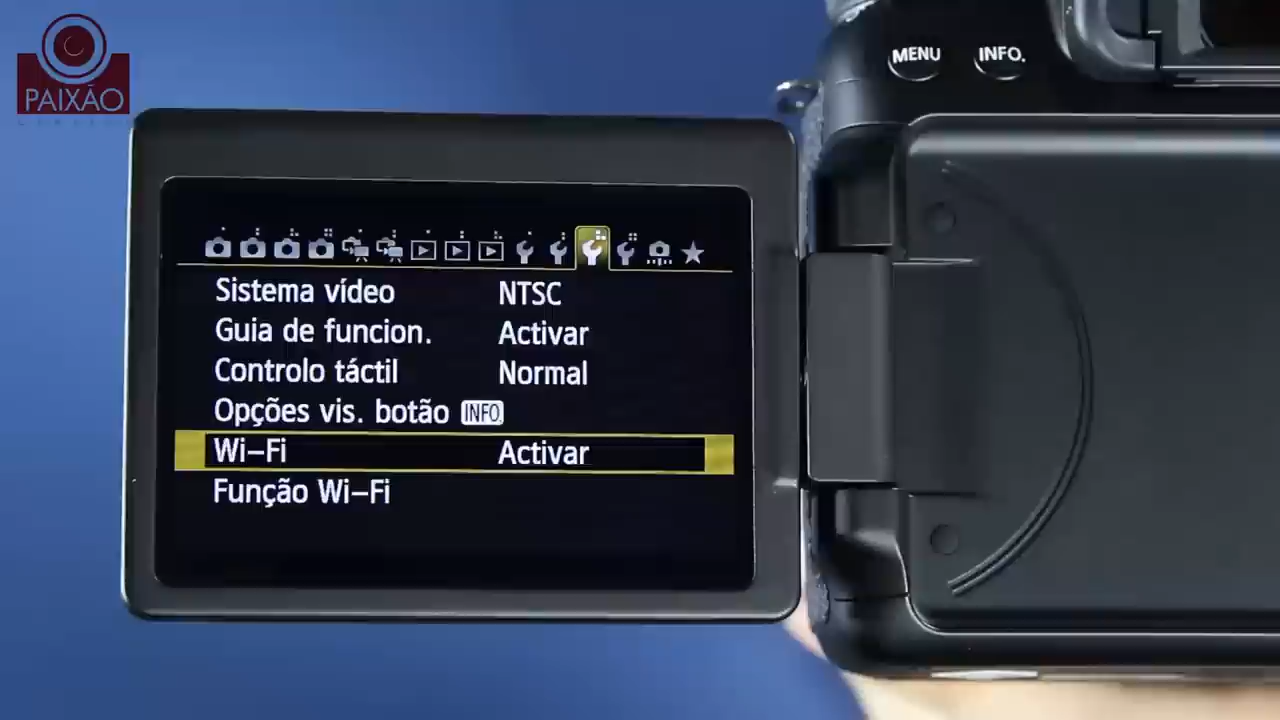 PAIXÃO
MENU INFO.
Sistema vídeo NTSC
Guia de funcion. Activar
Controlo táctil Normal
Opções vis. botão INFO.
Wi-Fi Activar
Função Wi-Fi